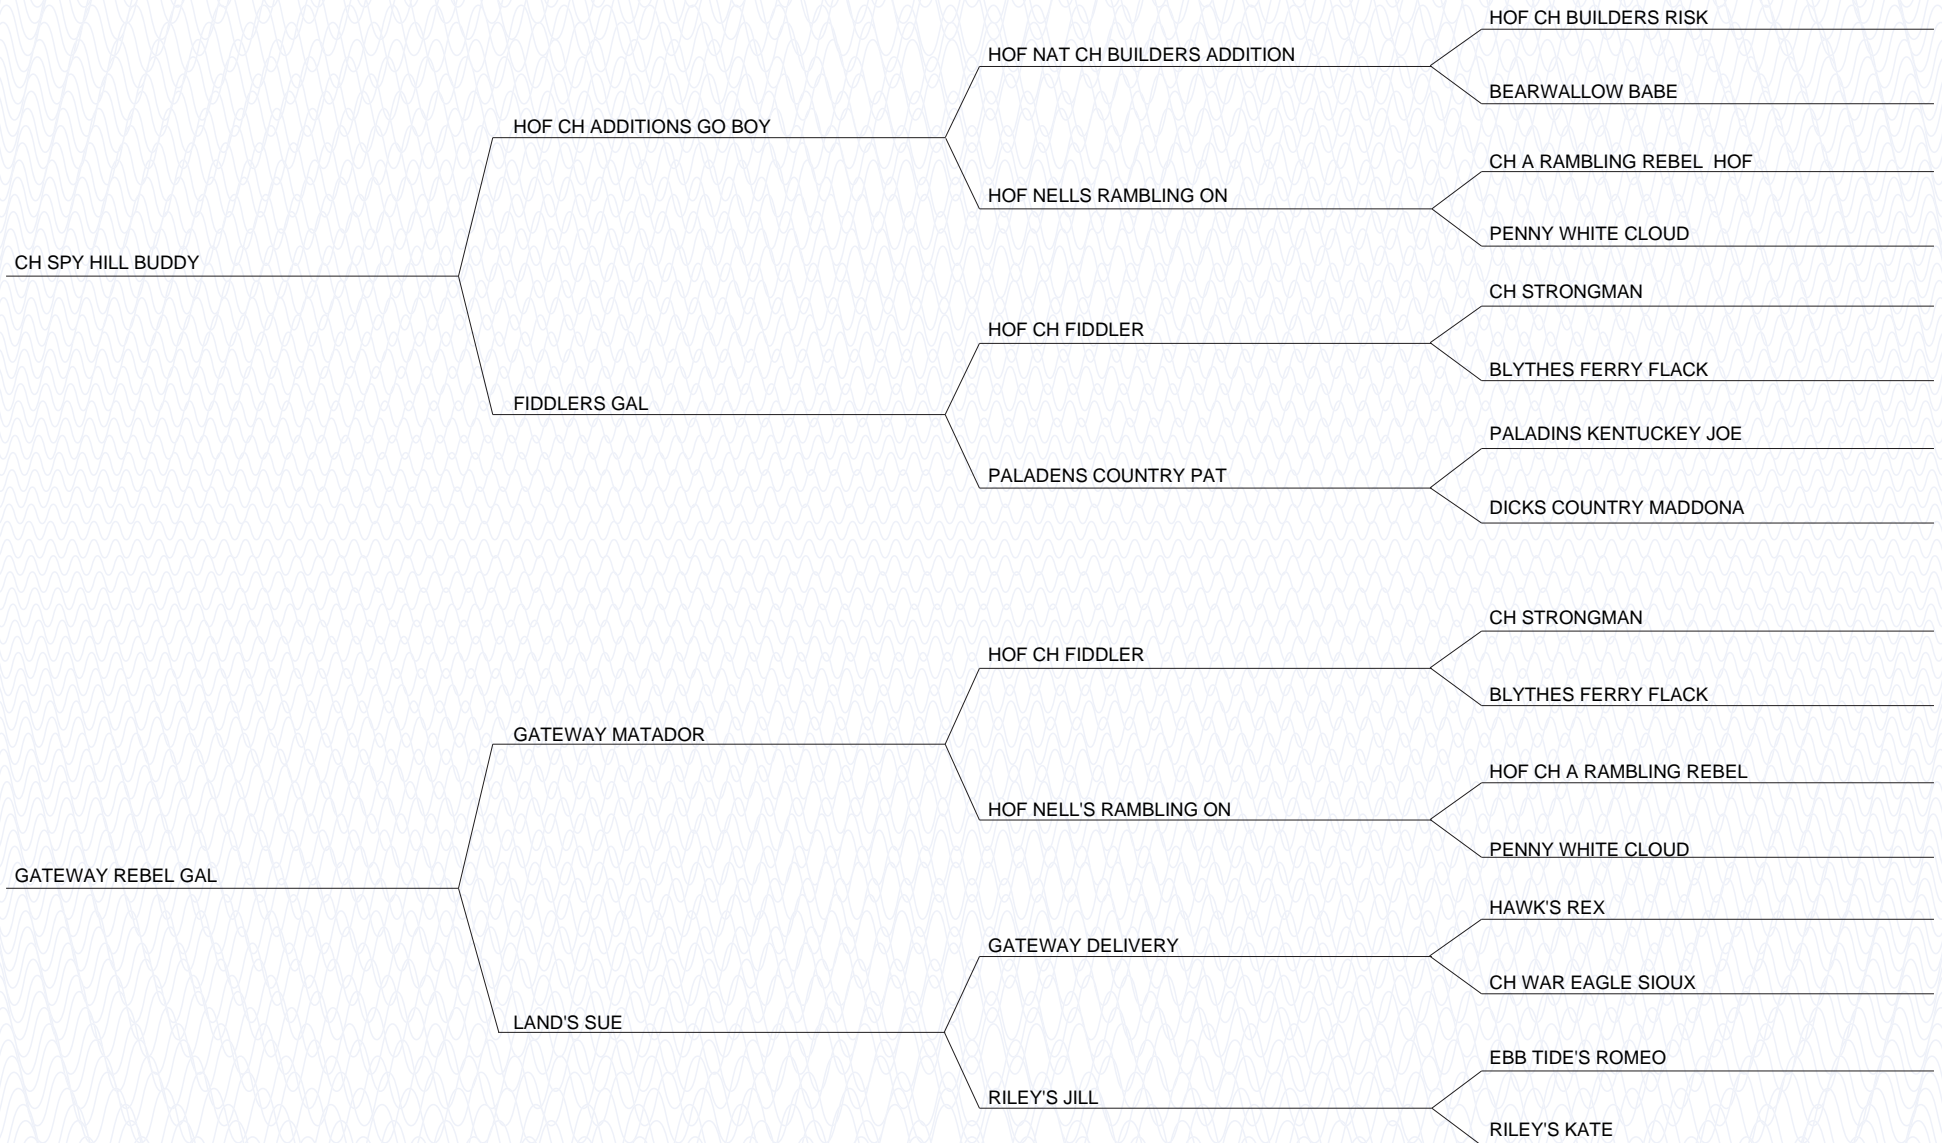 HOF CH BUILDERS RISK
HOF NAT CH BUILDERS ADDITION
BEARWALLOW BABE
HOF CH ADDITIONS GO BOY
CH A RAMBLING REBEL  HOF
HOF NELLS RAMBLING ON
PENNY WHITE CLOUD
CH SPY HILL BUDDY
CH STRONGMAN
HOF CH FIDDLER
BLYTHES FERRY FLACK
FIDDLERS GAL
PALADINS KENTUCKEY JOE
PALADENS COUNTRY PAT
DICKS COUNTRY MADDONA
CH STRONGMAN
HOF CH FIDDLER
BLYTHES FERRY FLACK
GATEWAY MATADOR
HOF CH A RAMBLING REBEL
HOF NELL'S RAMBLING ON
PENNY WHITE CLOUD
GATEWAY REBEL GAL
HAWK'S REX
GATEWAY DELIVERY
CH WAR EAGLE SIOUX
LAND'S SUE
EBB TIDE'S ROMEO
RILEY'S JILL
RILEY'S KATE